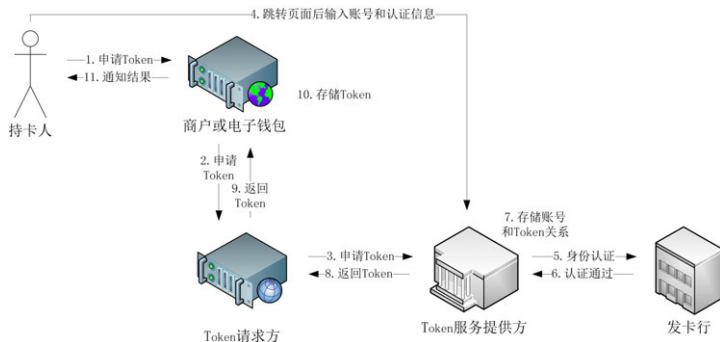 4.跳转页面后输入账号和认证信息
1.申请Token
11.通知结果
10.存储Token
持卡人
商户或电子钱包
2.申请
Token
9.返回
Token
7.存储账号
和Token关系
3.申请Token
8.返回Token
5.身份认证
6.认证通过
Token请求方
Token服务提供方
发卡行